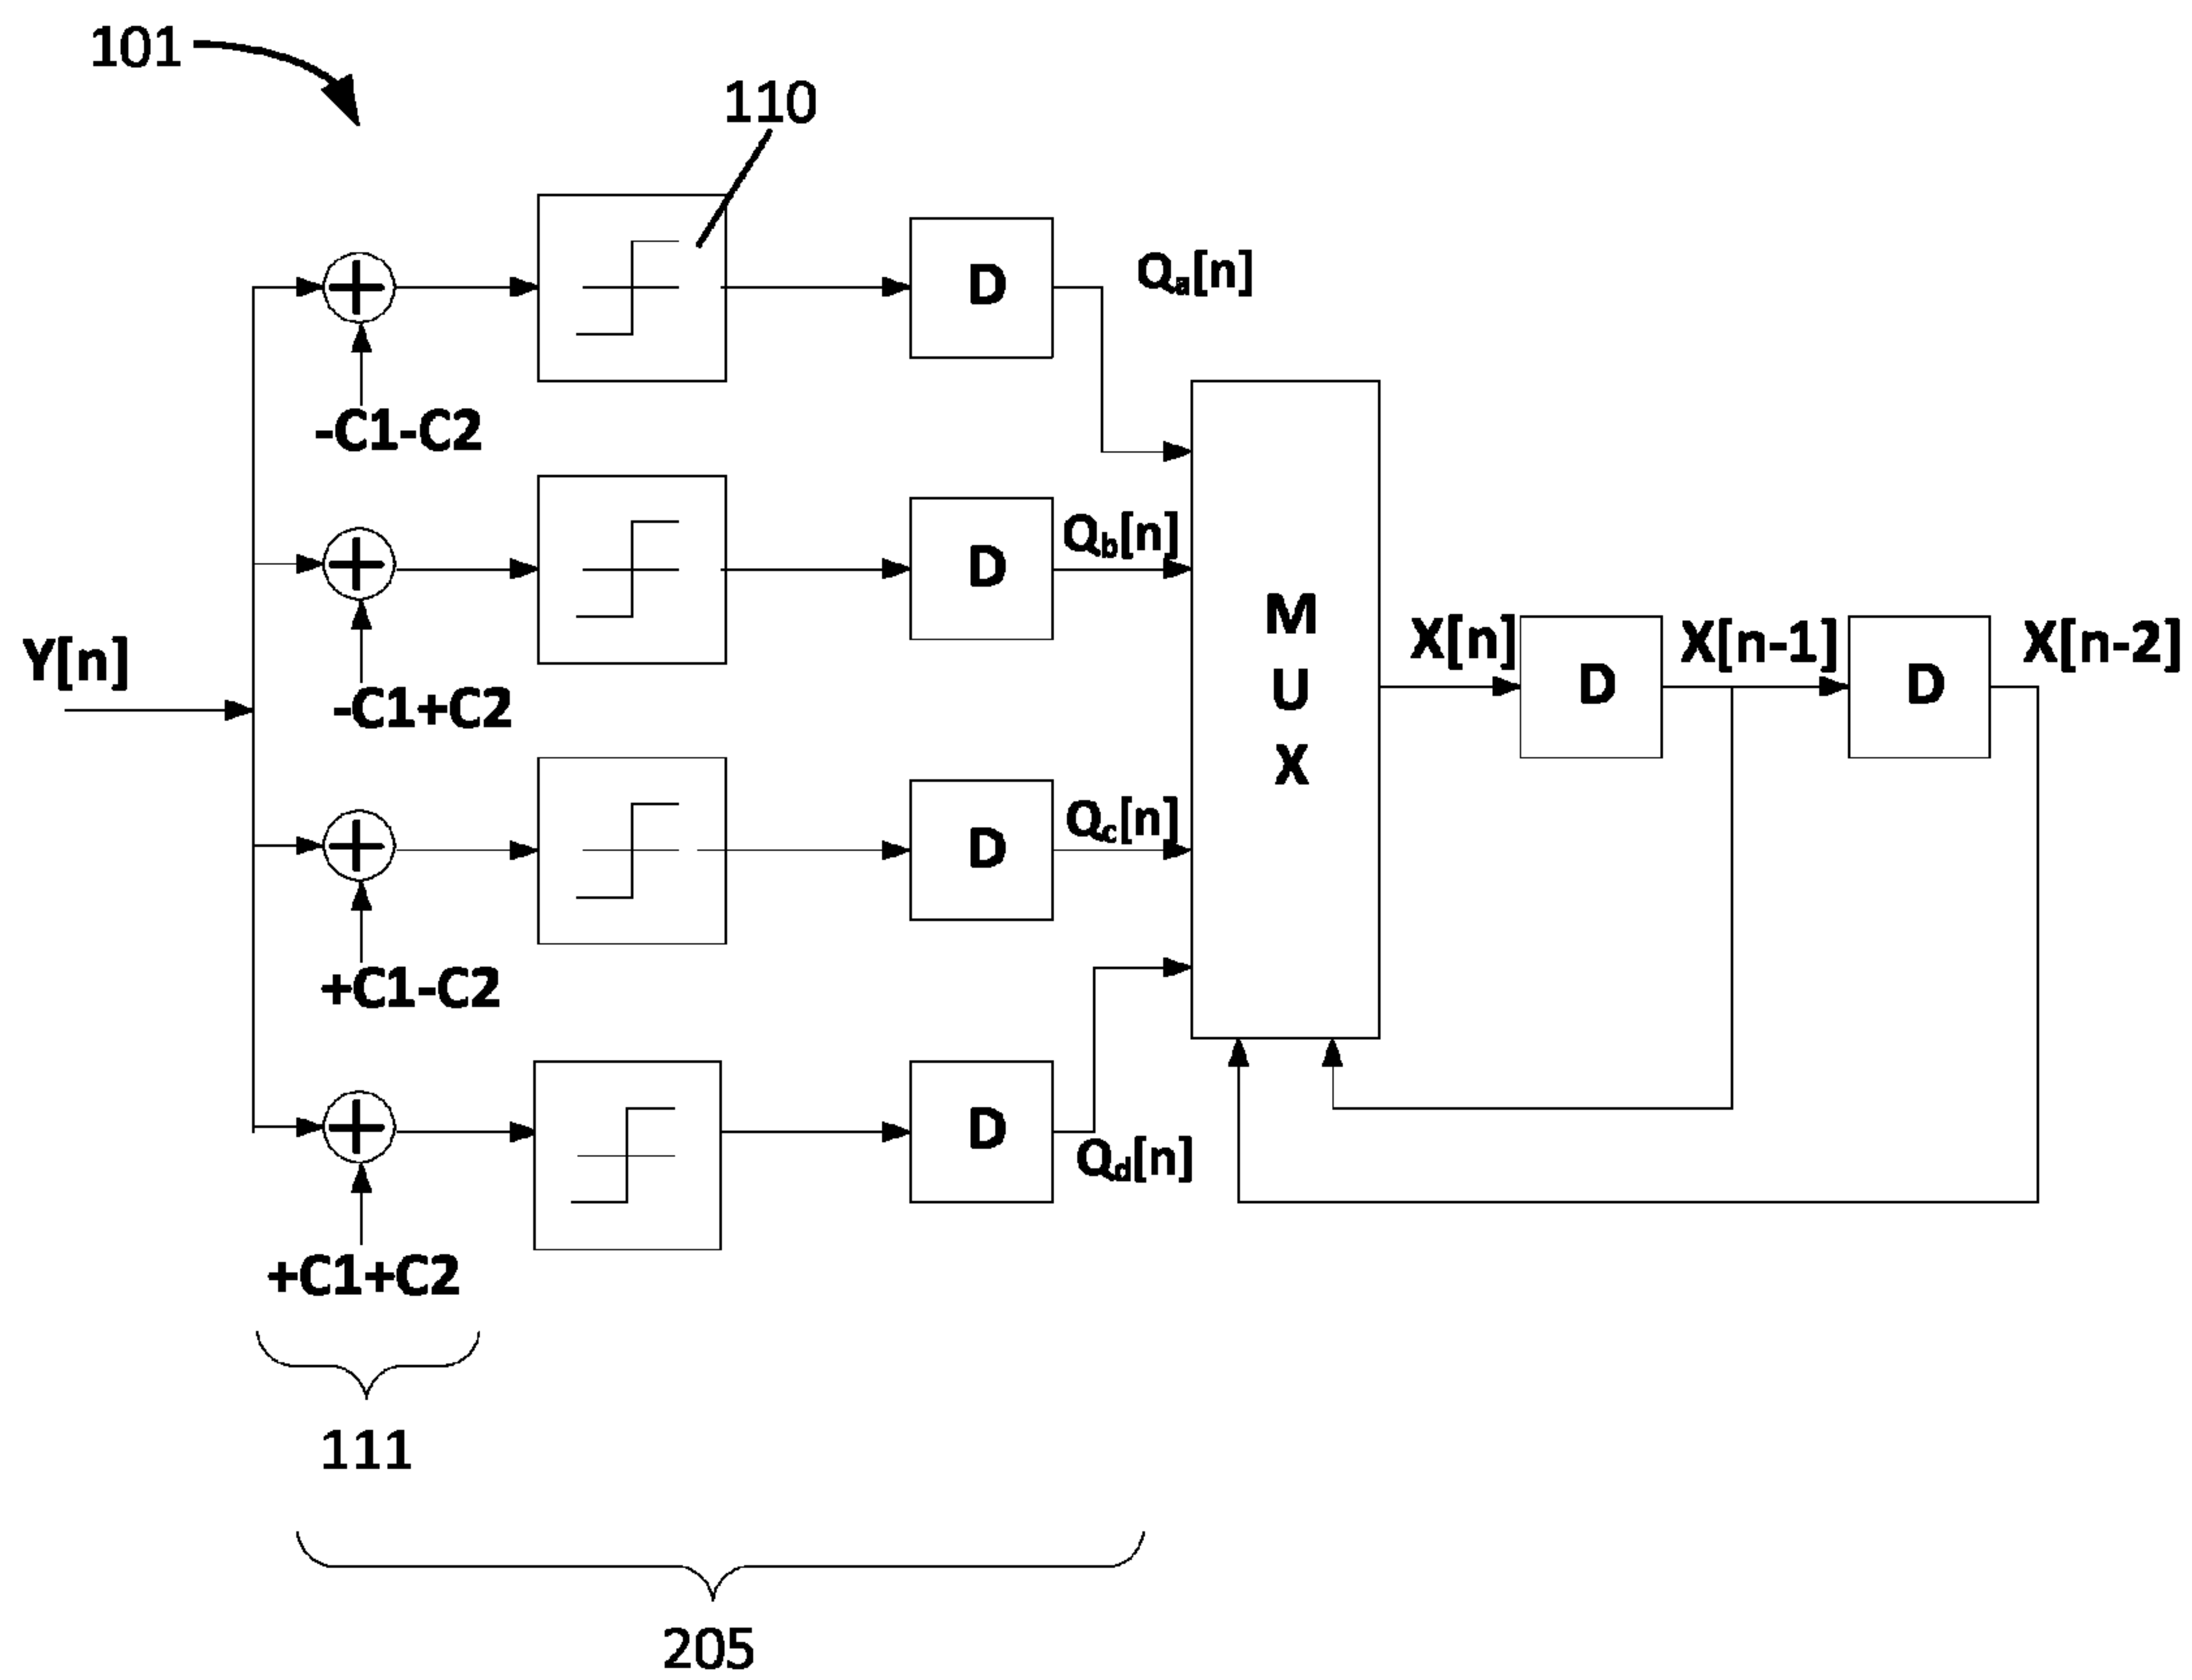 101
110
Qa[n]
D
-C1-C2
Qb[n]
D
Y[n]
-C1+C2
M
U
X
X[n]
D
X[n-1]
D
X[n-2]
Qc[n]
D
+C1-C2
D
Qd[n]
+C1+C2
111
205